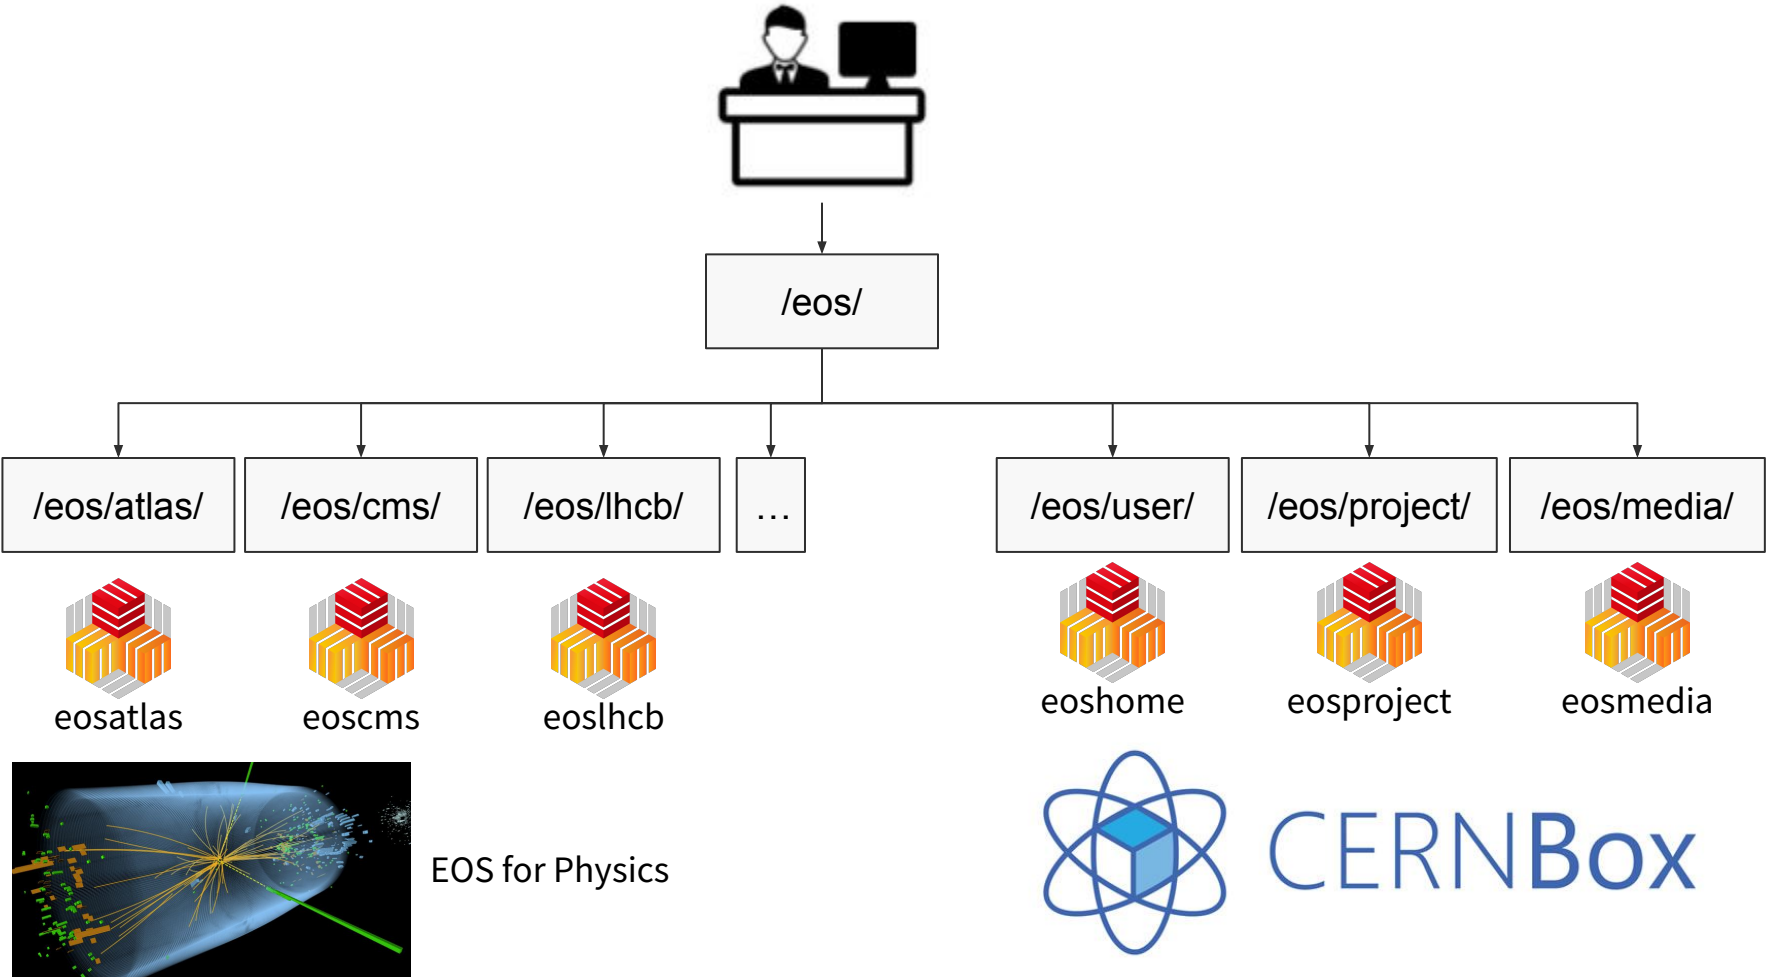 /eos/
/eos/atlas/
/eos/cms/
/eos/lhcb/
...
/eos/user/
/eos/project/
/eos/media/
eosatlas
eoscms
eoslhcb
eoshome
eosproject
eosmedia
EOS for Physics
CERNBox